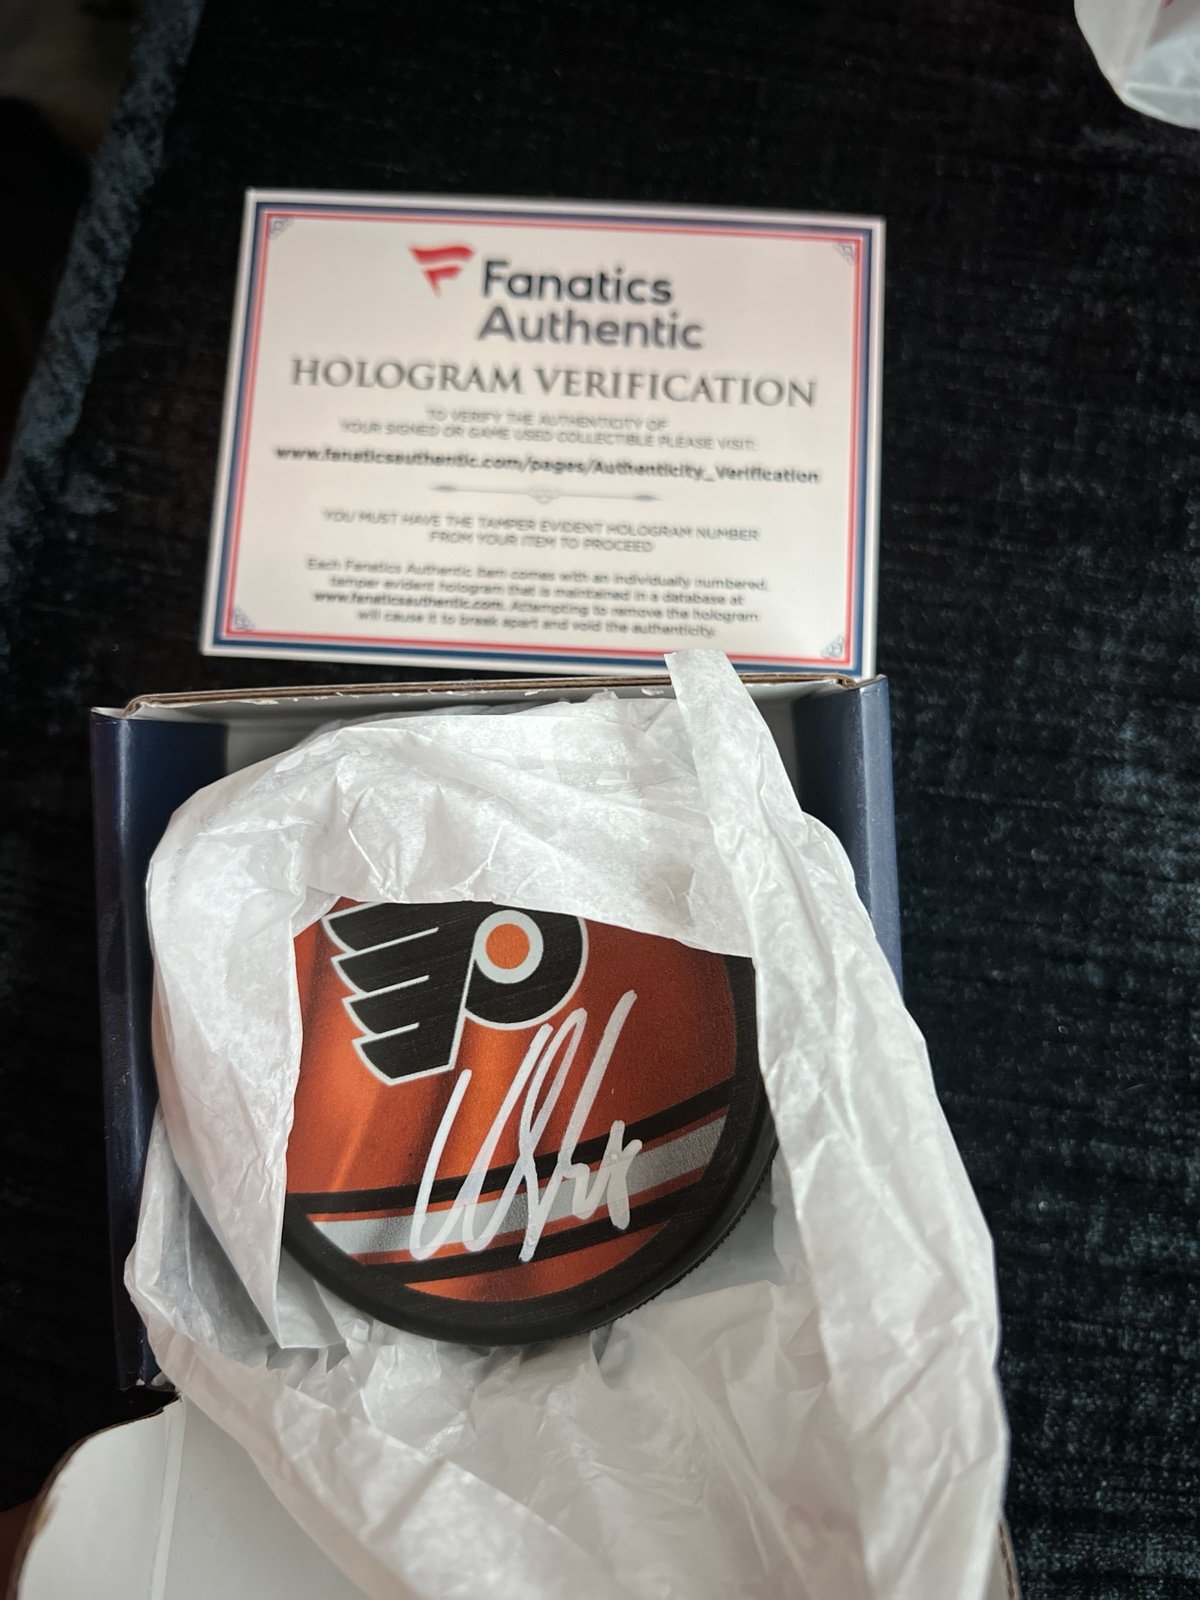 Fanatics
Authentic
HOLOGRAM VERIFICATION
TO VERIFY THE AUTHENTICITY OF
YOUR SIGNED OR GAME USED COLLECTIBLE PLEASE VISIT:
www.fanaticsauthentic.com/pages/Authenticity_Verification
YOU MUST HAVE THE TAMPER EVIDENT HOLOGRAM NUMBER
FROM YOUR ITEM TO PROCEED
Each Fanatics Authentic item comes with an individually numbered,
tamper evident hologram that is maintained in a database at
www.fanaticsauthentic.com. Attempting to remove the hologram
will cause it to break apart and void the authenticity.